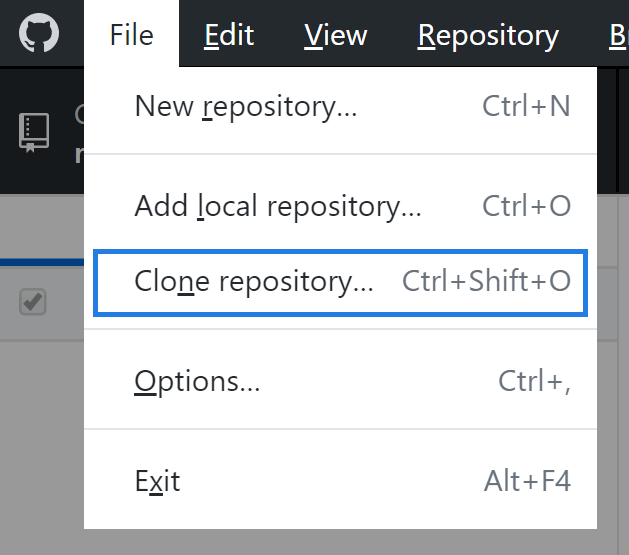 File Edit View Repository
New repository... Ctrl+N
Add local repository... Ctrl+O
Clone repository... Ctrl+Shift+O
Options... Ctrl+,
Exit Alt+F4